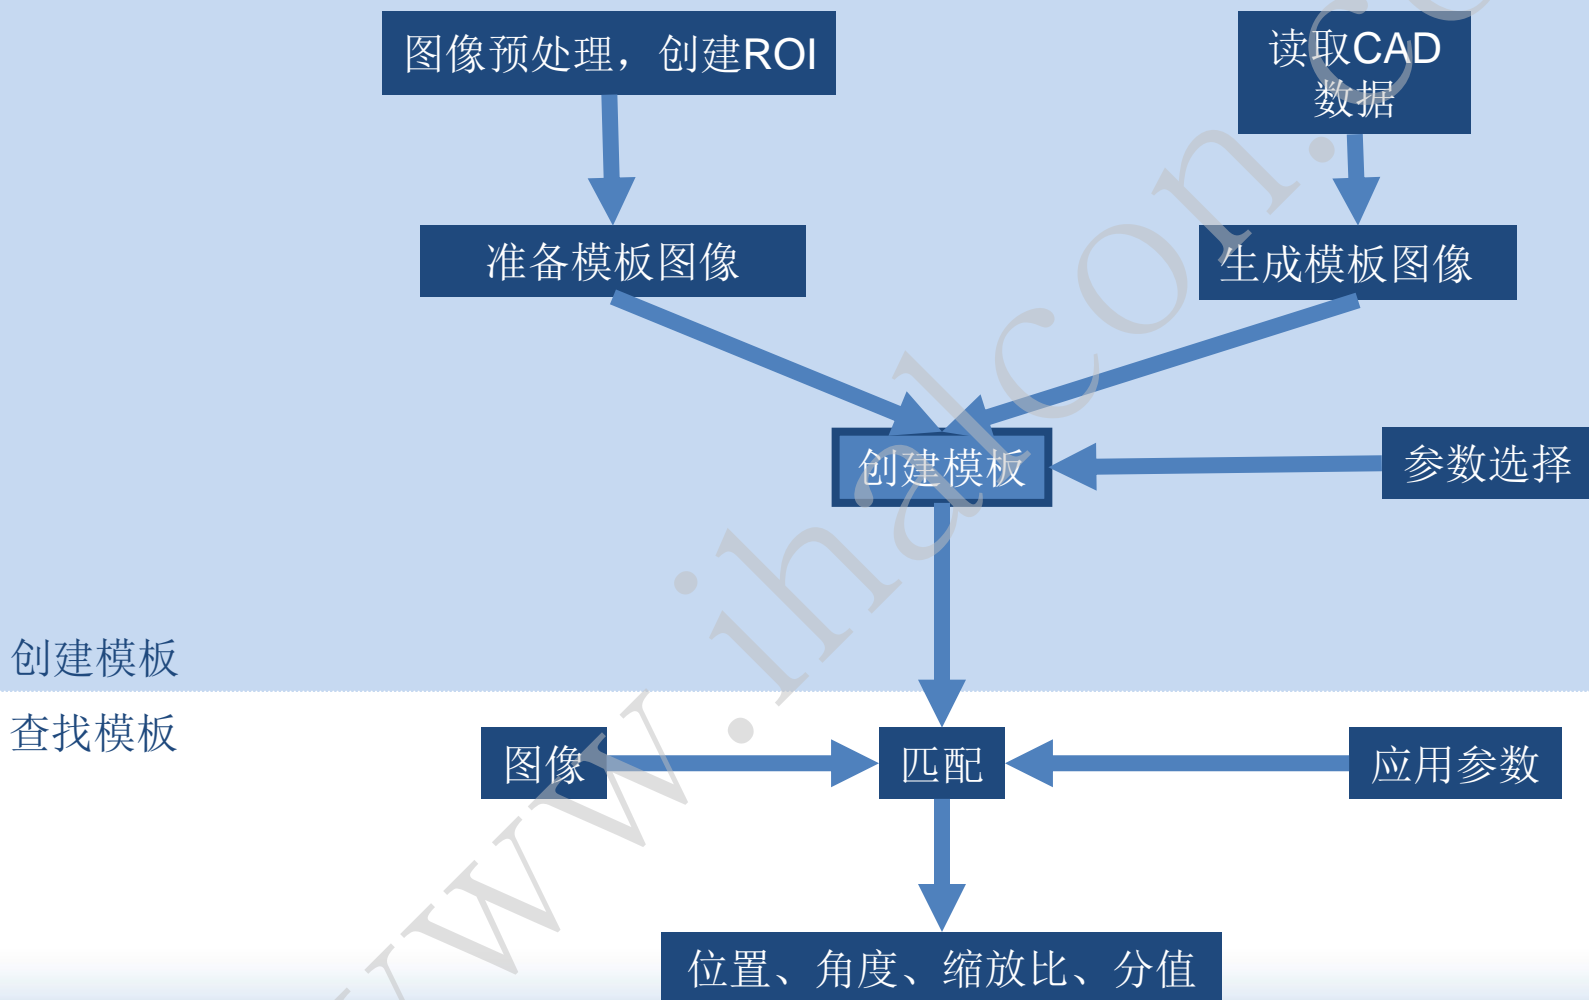 图像预处理，创建ROI
读取CAD
数据
准备模板图像
生成模板图像
创建模板
参数选择
创建模板
查找模板
图像
匹配
应用参数
位置、角度、缩放比、分值
www.ihalcon.co